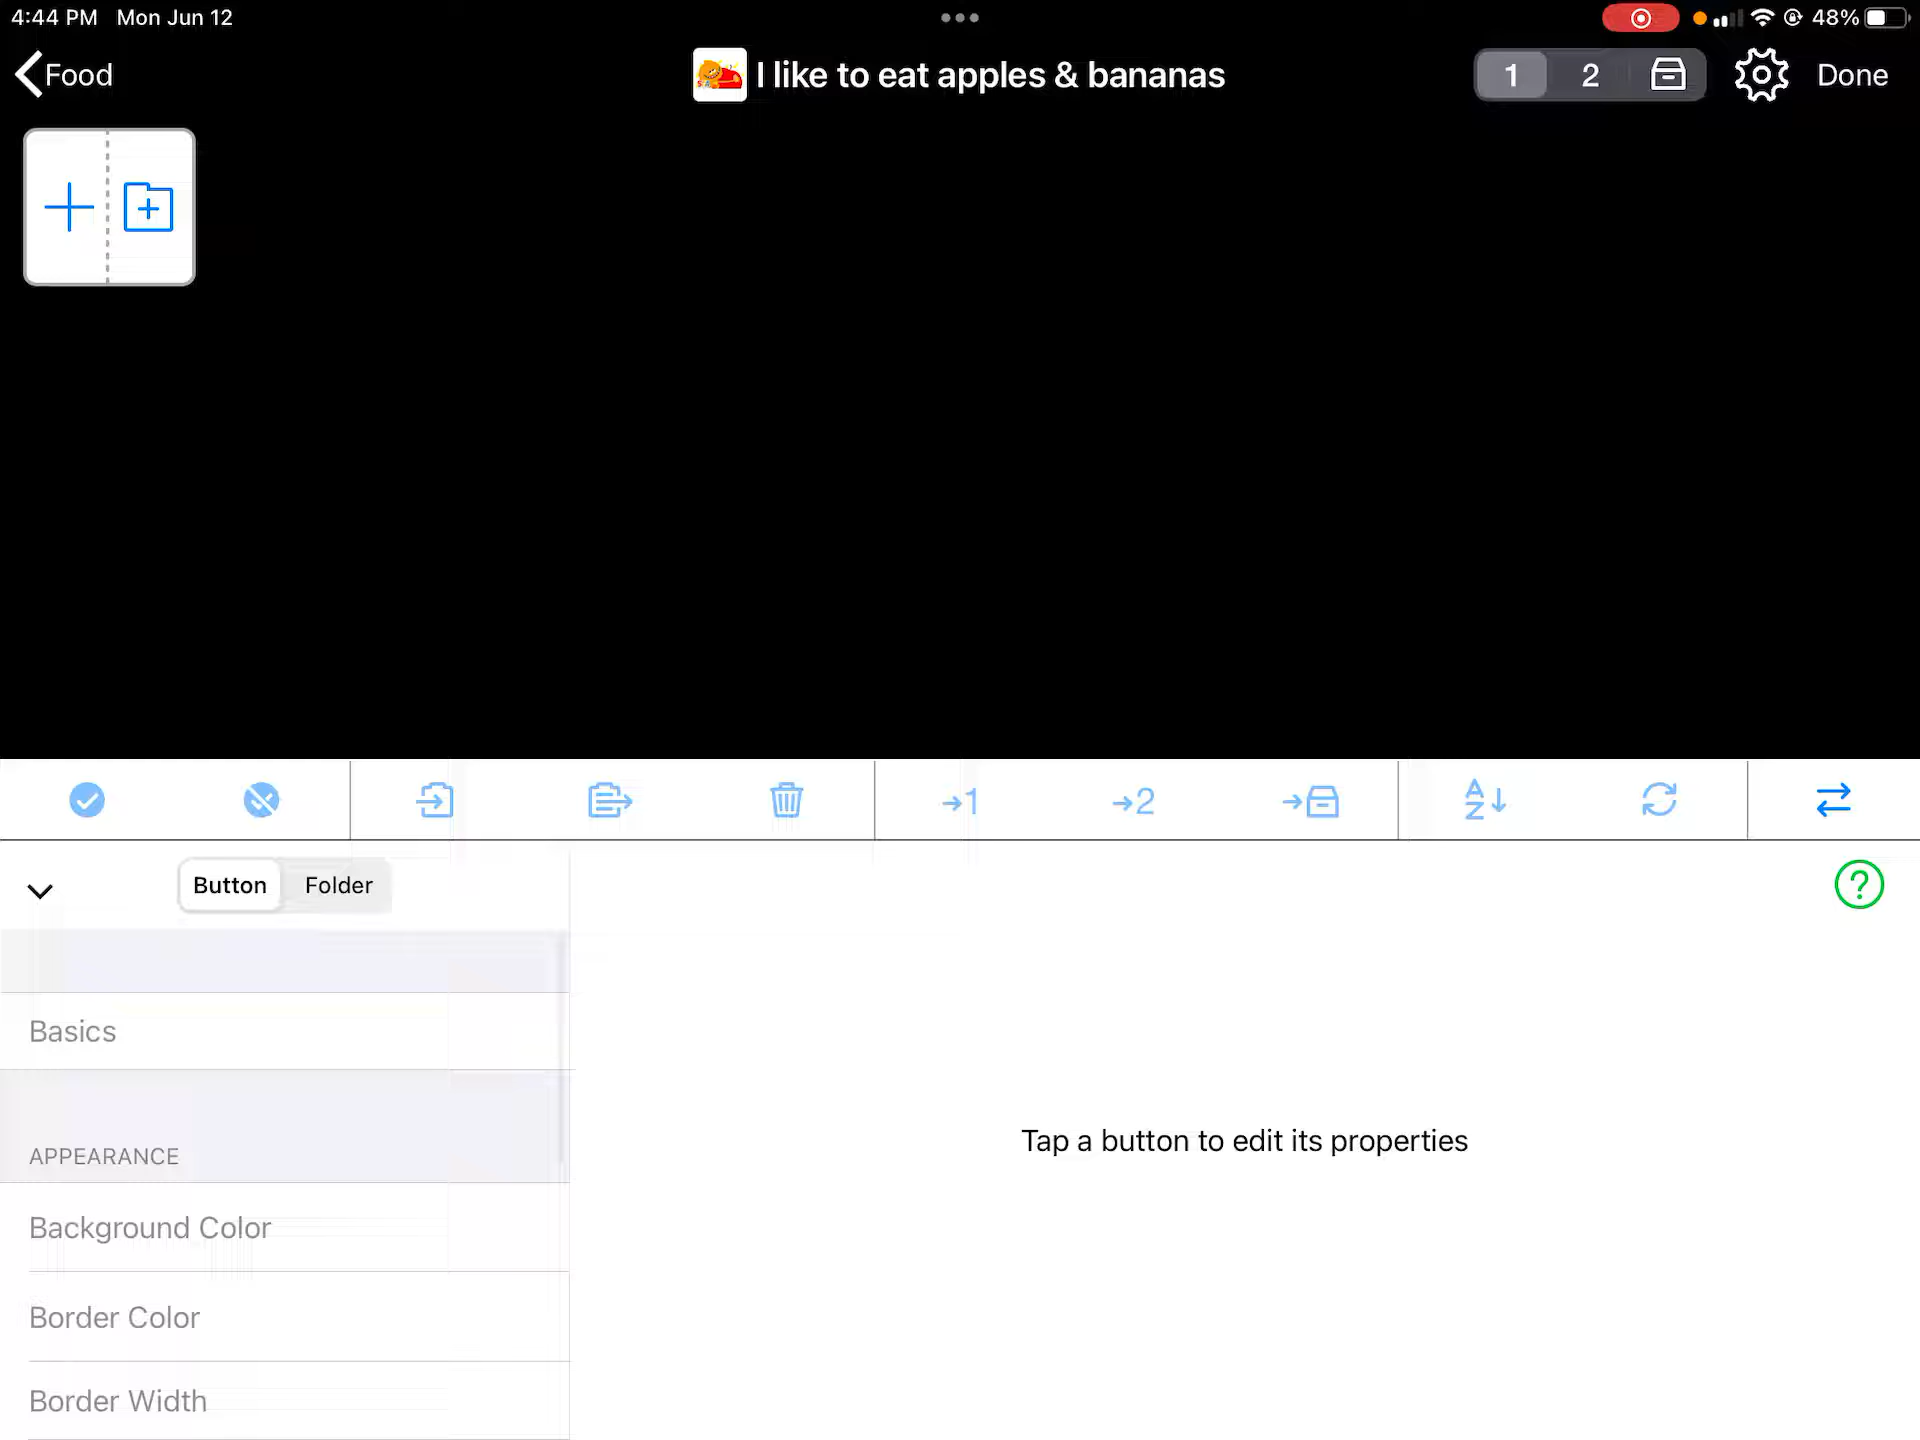 4:44 PM Mon Jun 12
48%
Food
I like to eat apples & bananas
1 2
Done
→1
→2
A
Z
Button Folder
?
Basics
APPEARANCE
Tap a button to edit its properties
Background Color
Border Color
Border Width